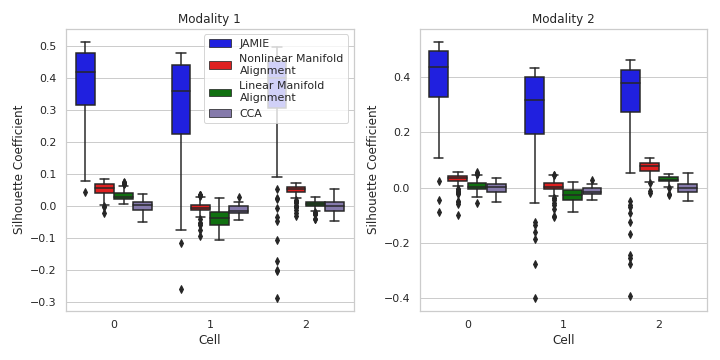 Modality 1
Silhouette Coefficient
0.5
0.4
0.3
0.2
0.1
0.0
−0.1
−0.2
−0.3
JAMIE
Nonlinear Manifold
Alignment
Linear Manifold
Alignment
CCA
0 1 2
Cell
Modality 2
Silhouette Coefficient
0.4
0.2
0.0
−0.2
−0.4
0 1 2
Cell